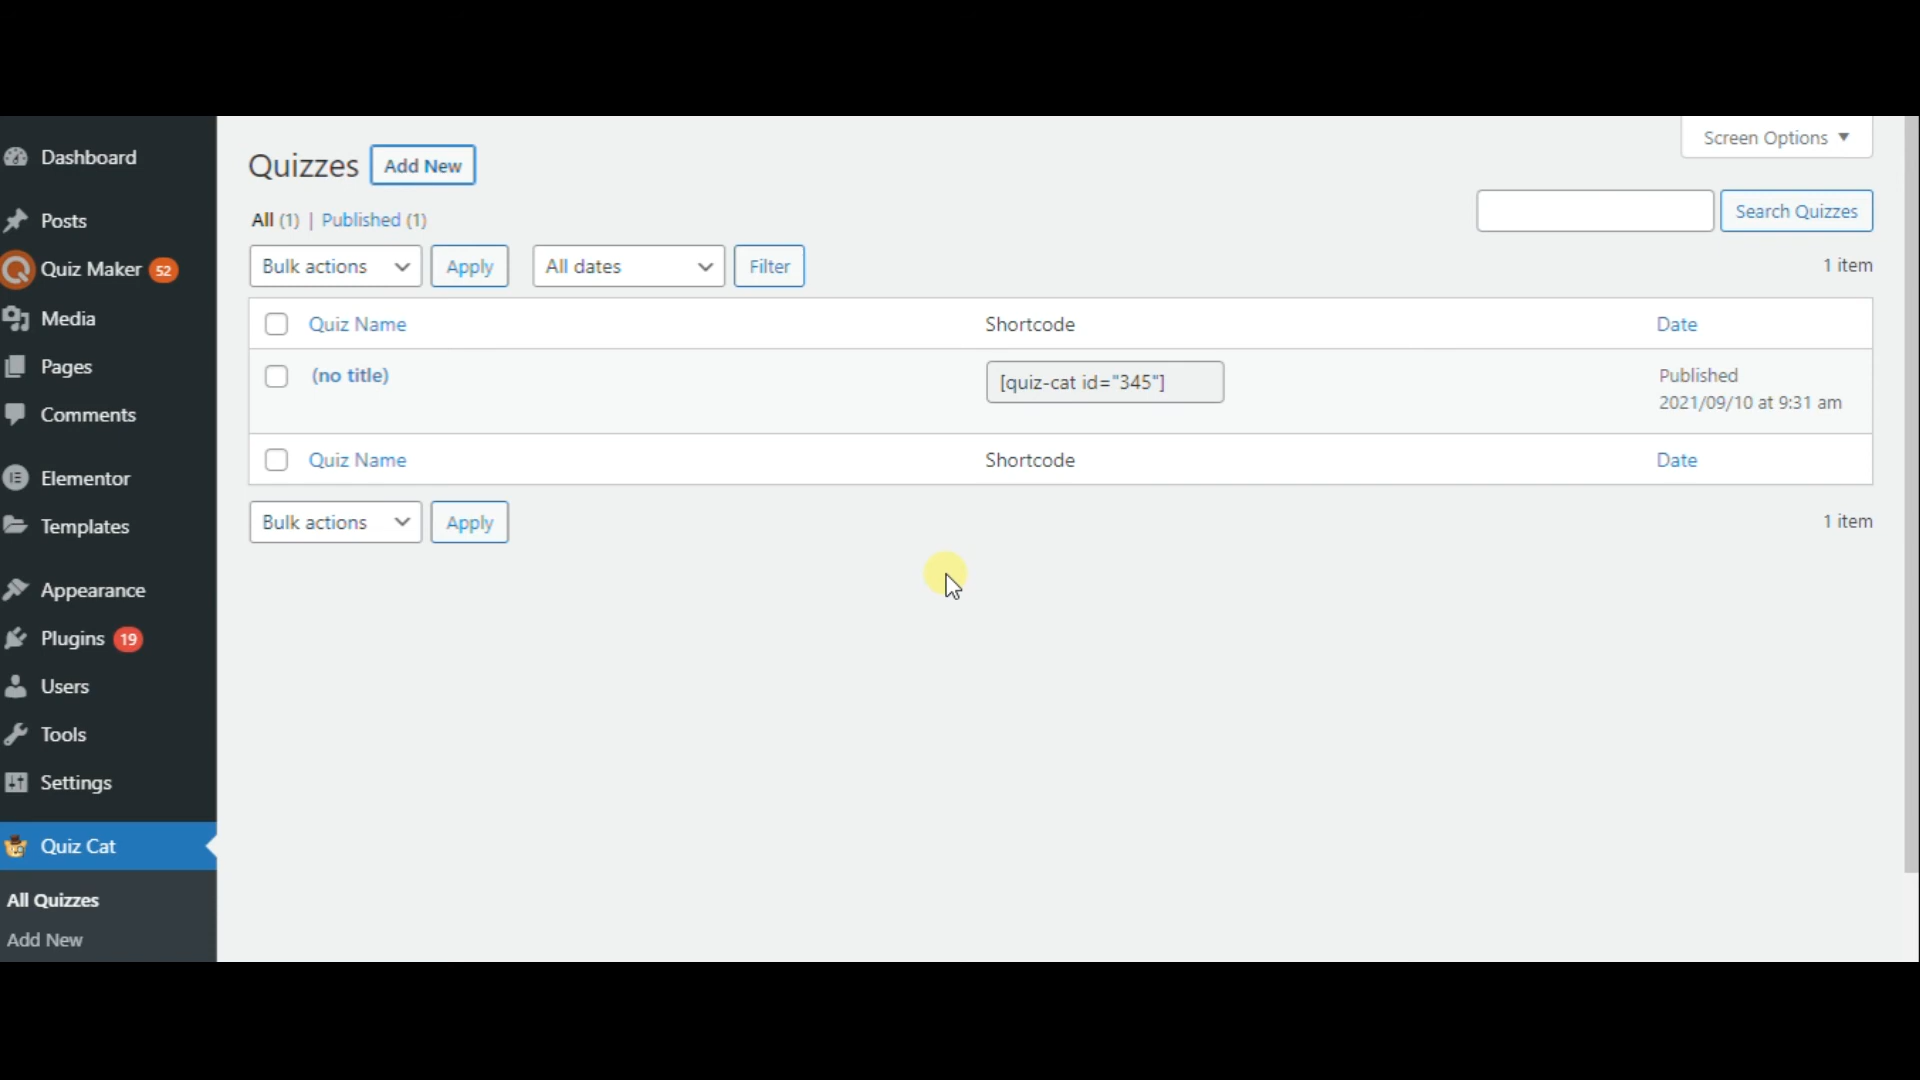 Dashboard
Posts
Quiz Maker 52
Media
Pages
Comments
Elementor
Templates
Appearance
Plugins 19
Users
Tools
Settings
Quiz Cat
All Quizzes
Add New
Screen Options
Quizzes Add New
All (1) | Published (1)
Search Quizzes
Bulk actions Apply All dates Filter 1 item
Quiz Name Shortcode Date
(no title) [quiz-cat id="345"] Published
2021/09/10 at 9:31 am
Quiz Name Shortcode Date
Bulk actions Apply 1 item